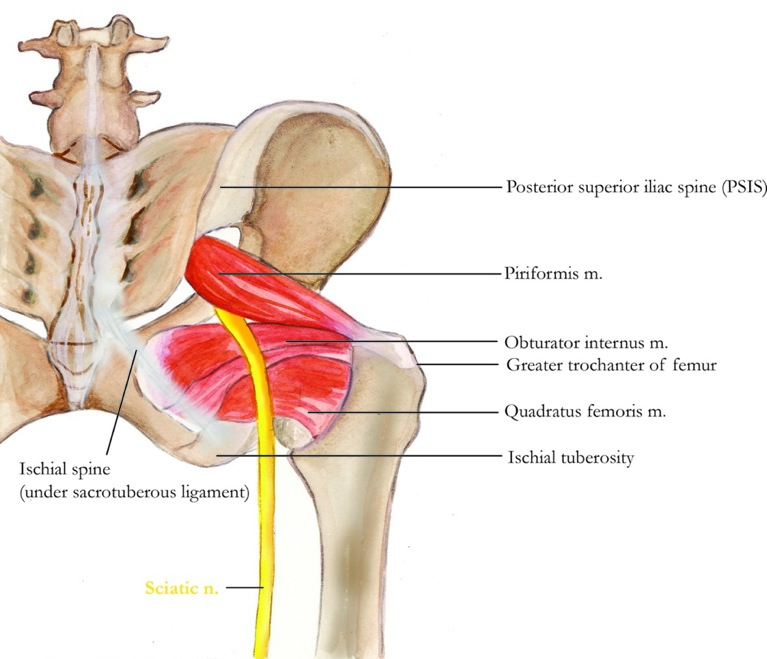 Posterior superior iliac spine (PSIS)
Piriformis m.
Obturator internus m.
Greater trochanter of femur
Quadratus femoris m.
Ischial tuberosity
Ischial spine
(under sacrotuberous ligament)
Sciatic n.